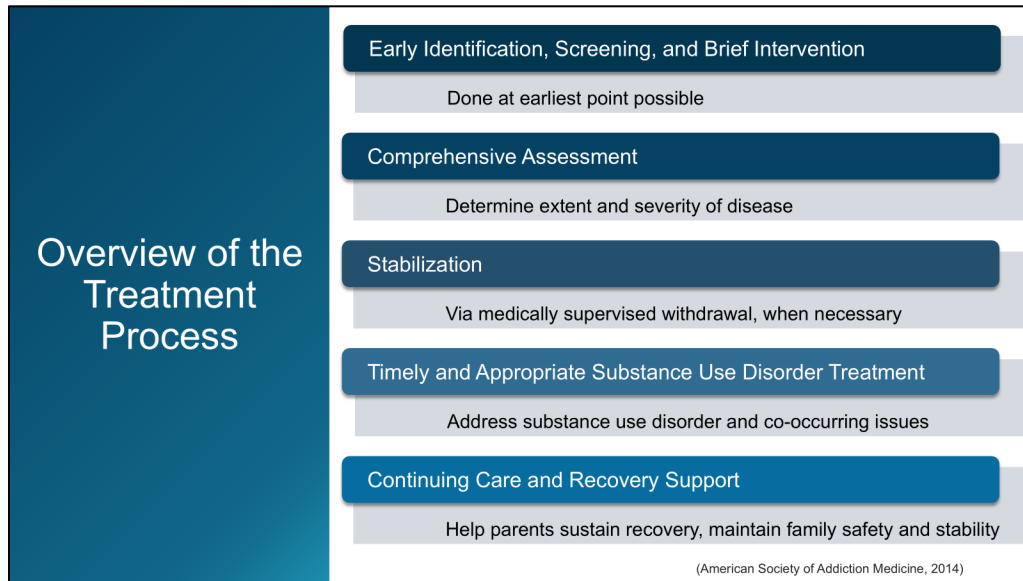 Overview of the
Treatment
Process
Early Identification, Screening, and Brief Intervention
Done at earliest point possible
Comprehensive Assessment
Determine extent and severity of disease
Stabilization
Via medically supervised withdrawal, when necessary
Timely and Appropriate Substance Use Disorder Treatment
Address substance use disorder and co-occurring issues
Continuing Care and Recovery Support
Help parents sustain recovery, maintain family safety and stability
(American Society of Addiction Medicine, 2014)